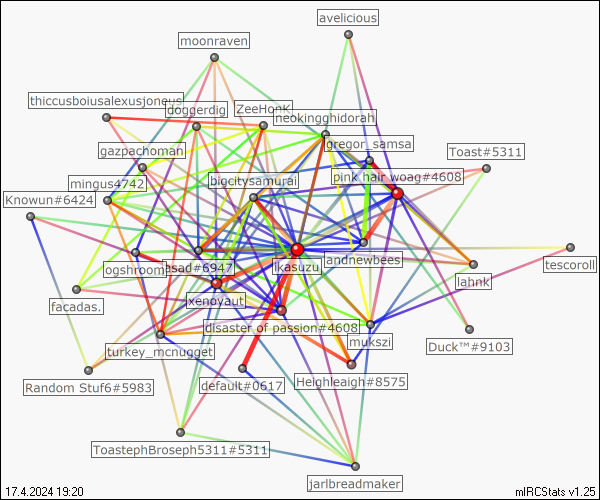 avelicious
moonraven
thiccusboiusalexusjoneus
doggerdig
ZeeHonK
neokingghidorah
gregor_samsa
gazpachoman
Toast#5311
mingus4742
bigcitysamurai
pink hair woag#4608
Knowun#6424
ogshroom
asad#6947
ikasuzu
landnewbees
lahnk
tescoroll
facadas.
xenoyaut
disaster of passion#4608
mukszi
turkey_mcnugget
Duck™#9103
Random Stuf6#5983
default#0617
Heighleigh#8575
ToastephBroseph5311#5311
jarlbreadmaker
17.4.2024 19:20
mIRCStats v1.25